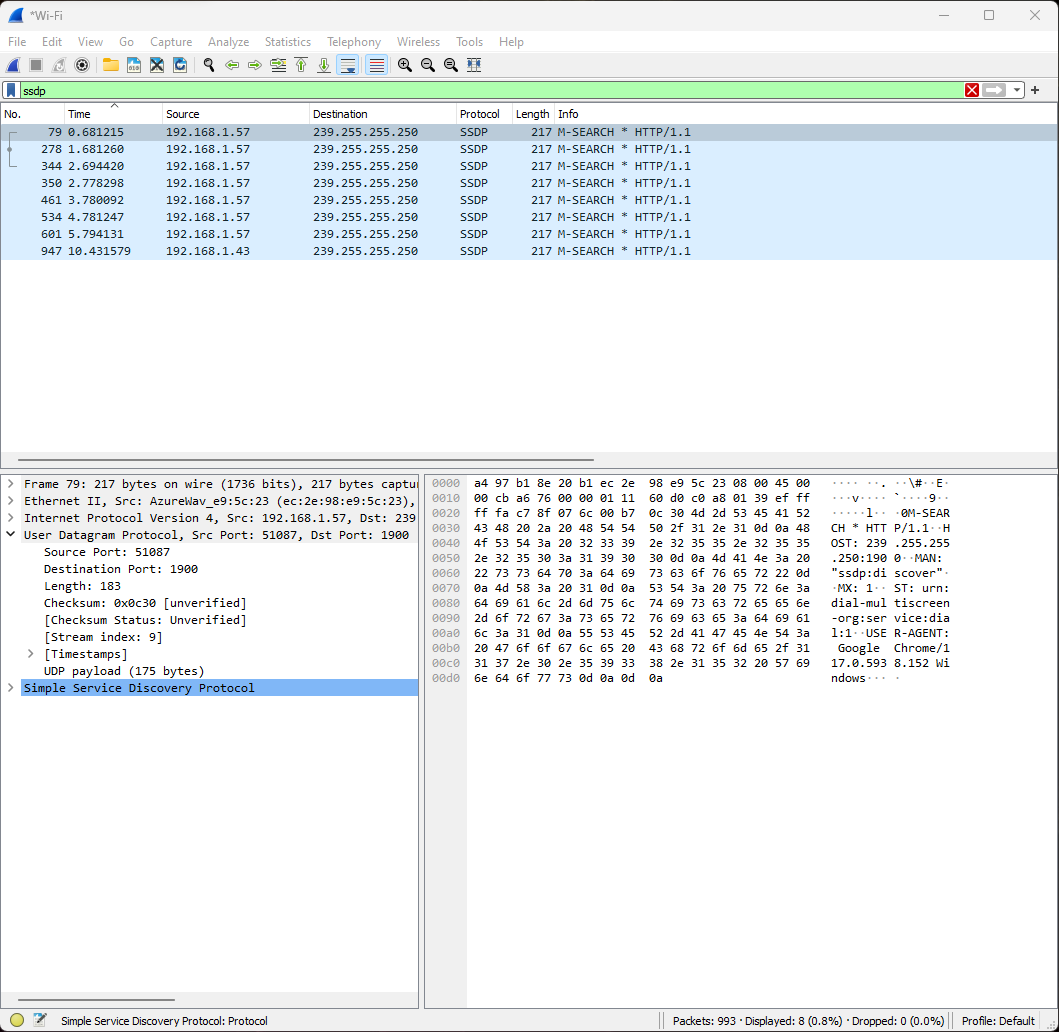 *Wi-Fi
File Edit View Go Capture Analyze Statistics Telephony Wireless Tools Help
ssdp
No. Time Source Destination Protocol Length Info
79 0.681215 192.168.1.57 239.255.255.250 SSDP 217 M-SEARCH * HTTP/1.1
278 1.681260 192.168.1.57 239.255.255.250 SSDP 217 M-SEARCH * HTTP/1.1
344 2.694420 192.168.1.57 239.255.255.250 SSDP 217 M-SEARCH * HTTP/1.1
350 2.778298 192.168.1.57 239.255.255.250 SSDP 217 M-SEARCH * HTTP/1.1
461 3.780092 192.168.1.57 239.255.255.250 SSDP 217 M-SEARCH * HTTP/1.1
534 4.781247 192.168.1.57 239.255.255.250 SSDP 217 M-SEARCH * HTTP/1.1
601 5.794131 192.168.1.57 239.255.255.250 SSDP 217 M-SEARCH * HTTP/1.1
947 10.431579 192.168.1.43 239.255.255.250 SSDP 217 M-SEARCH * HTTP/1.1
Frame 79: 217 bytes on wire (1736 bits), 217 bytes captu
Ethernet II, Src: AzureWav_e9:5c:23 (ec:2e:98:e9:5c:23),
Internet Protocol Version 4, Src: 192.168.1.57, Dst: 239
User Datagram Protocol, Src Port: 51087, Dst Port: 1900
Source Port: 51087
Destination Port: 1900
Length: 183
Checksum: 0x0c30 [unverified]
[Checksum Status: Unverified]
[Stream index: 9]
[Timestamps]
UDP payload (175 bytes)
Simple Service Discovery Protocol
0000 a4 97 b1 8e 20 b1 ec 2e 98 e9 5c 23 08 00 45 00 ···· ··. ··\#··E·
0010 00 cb a6 76 00 00 01 11 60 d0 c0 a8 01 39 ef ff ···v···· `····9··
0020 ff fa c7 8f 07 6c 00 b7 0c 30 4d 2d 53 45 41 52 ·····l·· ·0M-SEAR
0030 43 48 20 2a 20 48 54 54 50 2f 31 2e 31 0d 0a 48 CH * HTT P/1.1··H
0040 4f 53 54 3a 20 32 33 39 2e 32 35 35 2e 32 35 35 OST: 239 .255.255
0050 2e 32 35 30 3a 31 39 30 30 0d 0a 4d 41 4e 3a 20 .250:190 0··MAN:
0060 22 73 73 64 70 3a 64 69 73 63 6f 76 65 72 22 0d "ssdp:di scover"·
0070 0a 4d 58 3a 20 31 0d 0a 53 54 3a 20 75 72 6e 3a ·MX: 1·· ST: urn:
0080 64 69 61 6c 2d 6d 75 6c 74 69 73 63 72 65 65 6e dial-mul tiscreen
0090 2d 6f 72 67 3a 73 65 72 76 69 63 65 3a 64 69 61 -org:ser vice:dia
00a0 6c 3a 31 0d 0a 55 53 45 52 2d 41 47 45 4e 54 3a l:1··USE R-AGENT:
00b0 20 47 6f 6f 67 6c 65 20 43 68 72 6f 6d 65 2f 31 Google Chrome/1
00c0 31 37 2e 30 2e 35 39 33 38 2e 31 35 32 20 57 69 17.0.593 8.152 Wi
00d0 6e 64 6f 77 73 0d 0a 0d 0a ndows··· ·
Simple Service Discovery Protocol: Protocol Packets: 993 · Displayed: 8 (0.8%) · Dropped: 0 (0.0%) Profile: Default